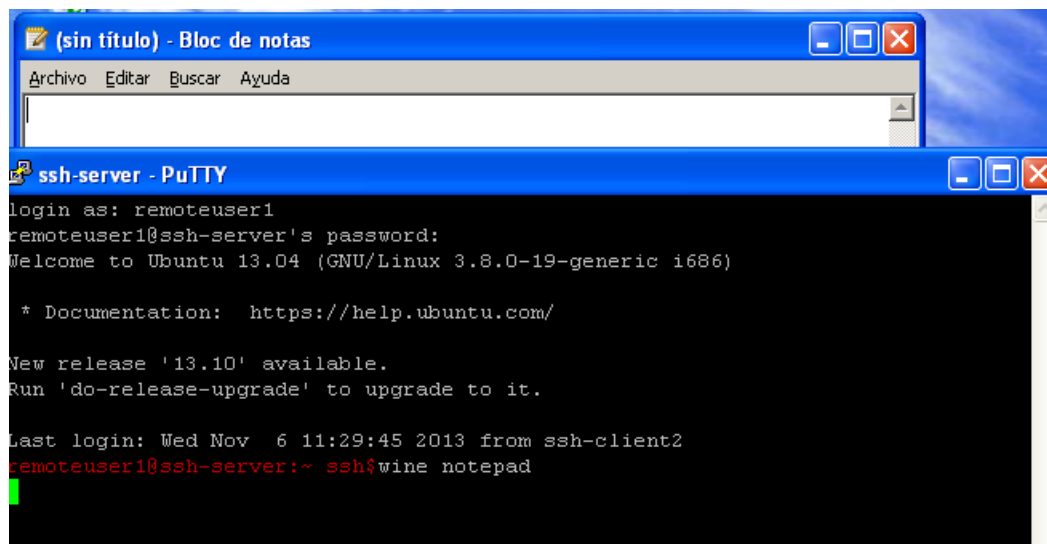 (sin título) - Bloc de notas
Archivo Editar Buscar Ayuda
ssh-server - PuTTY
login as: remoteuser1
remoteuser1@ssh-server's password:
Welcome to Ubuntu 13.04 (GNU/Linux 3.8.0-19-generic i686)
* Documentation:  https://help.ubuntu.com/
New release '13.10' available.
Run 'do-release-upgrade' to upgrade to it.
Last login: Wed Nov  6 11:29:45 2013 from ssh-client2
remoteuser1@ssh-server:~ ssh$wine notepad